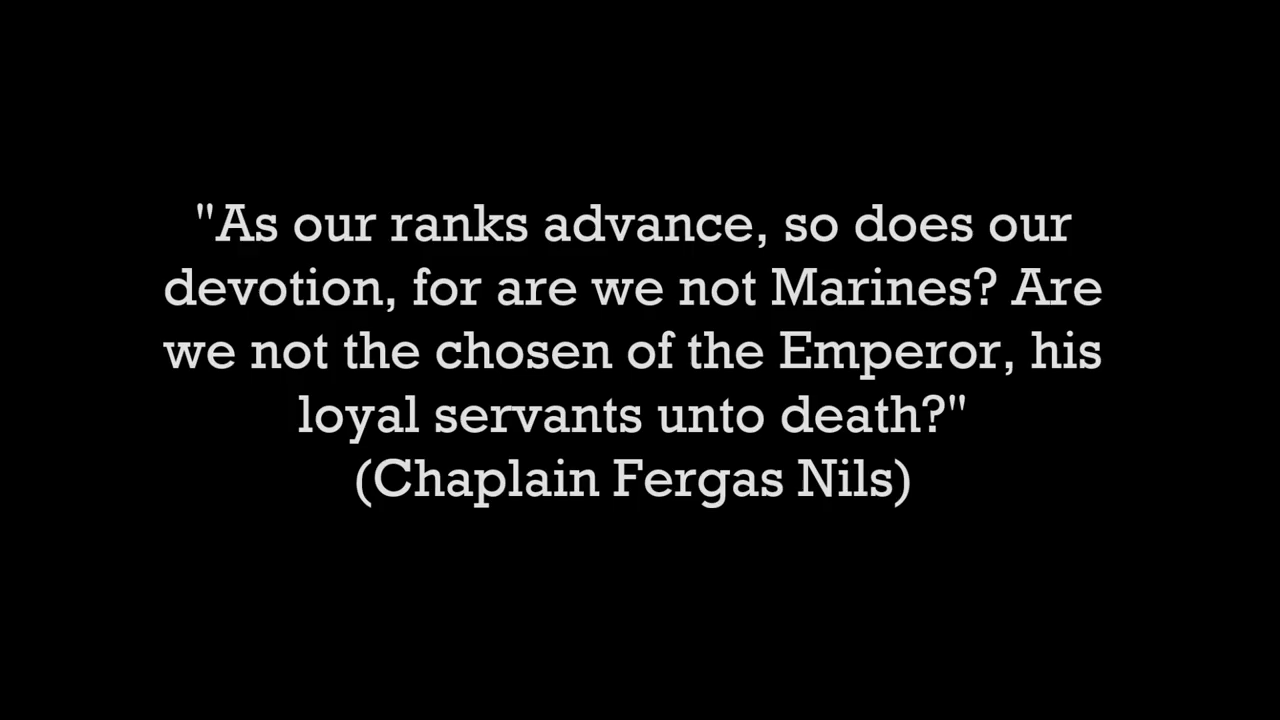 "As our ranks advance, so does our
devotion, for are we not Marines? Are
we not the chosen of the Emperor, his
loyal servants unto death?"
(Chaplain Fergas Nils)